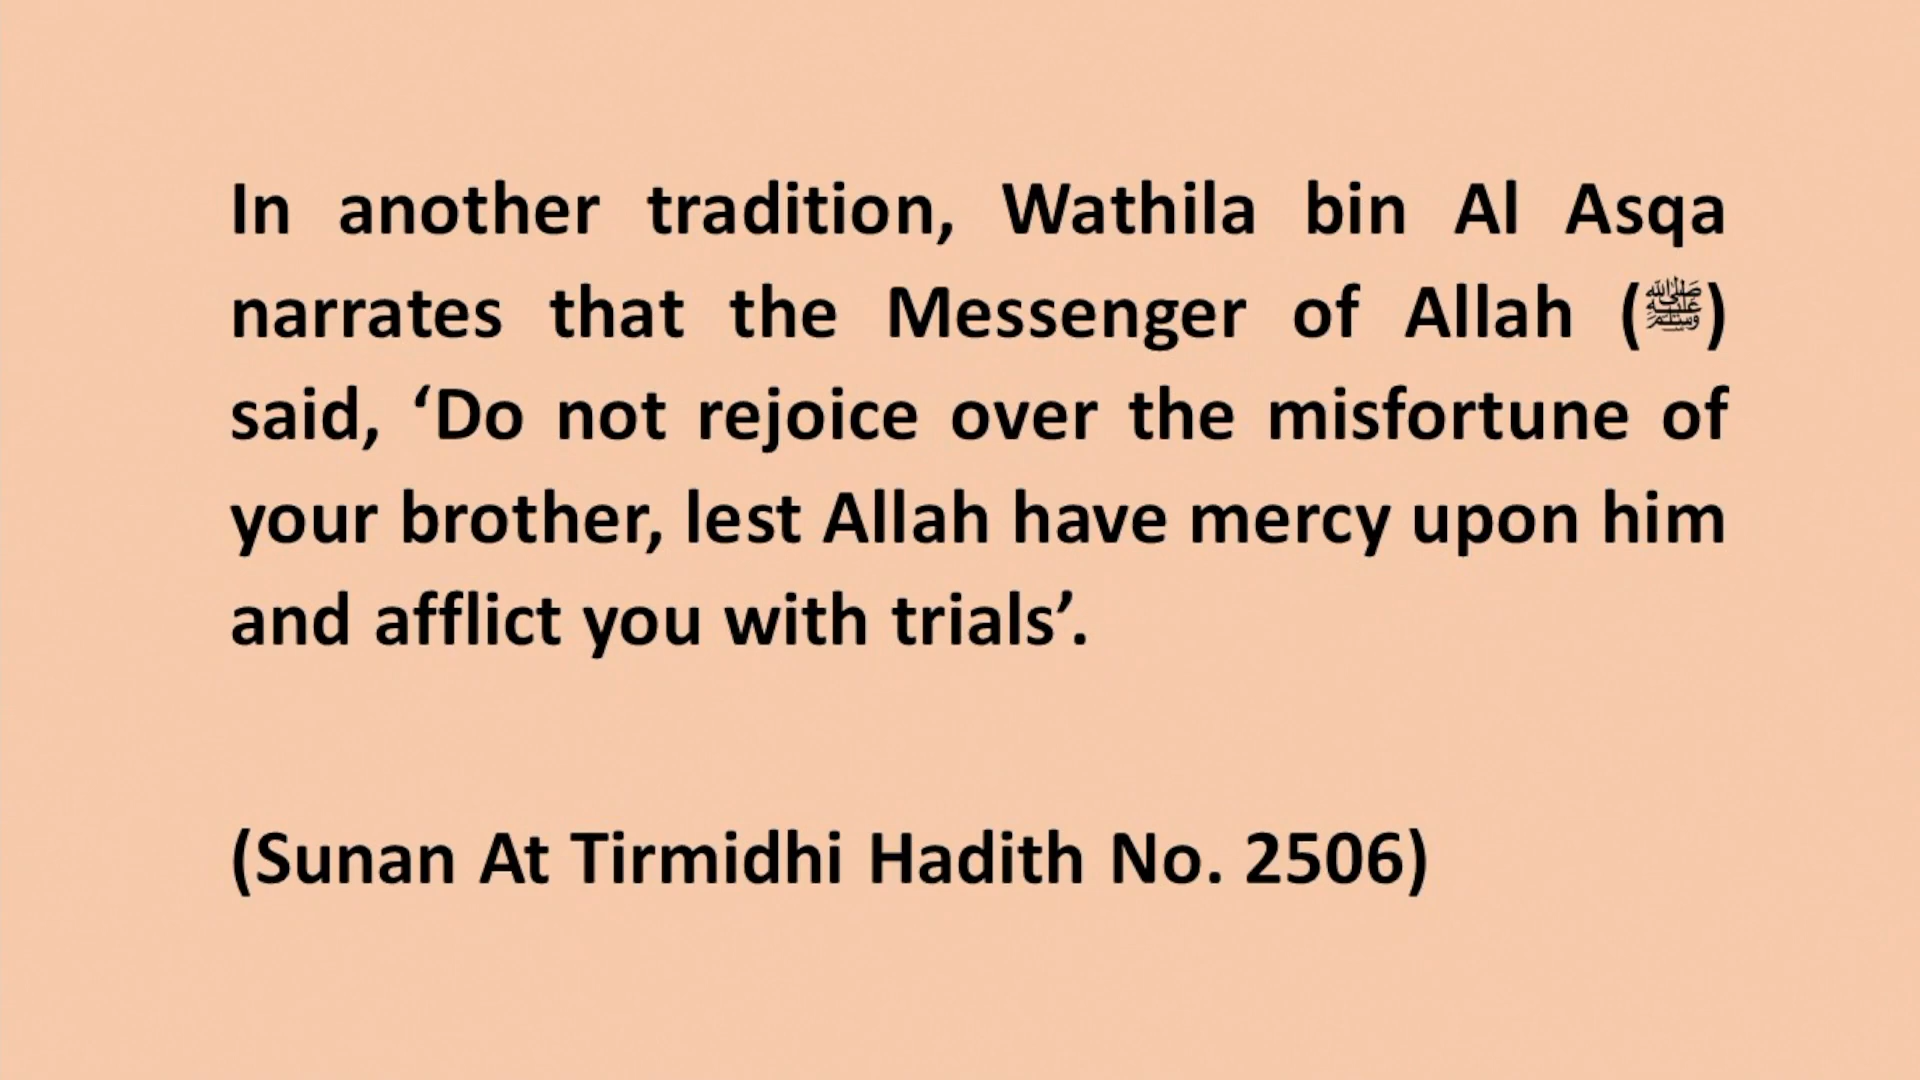 In another tradition, Wathila bin Al Asqa
narrates that the Messenger of Allah (ﷺ)
said, ‘Do not rejoice over the misfortune of
your brother, lest Allah have mercy upon him
and afflict you with trials’.
(Sunan At Tirmidhi Hadith No. 2506)